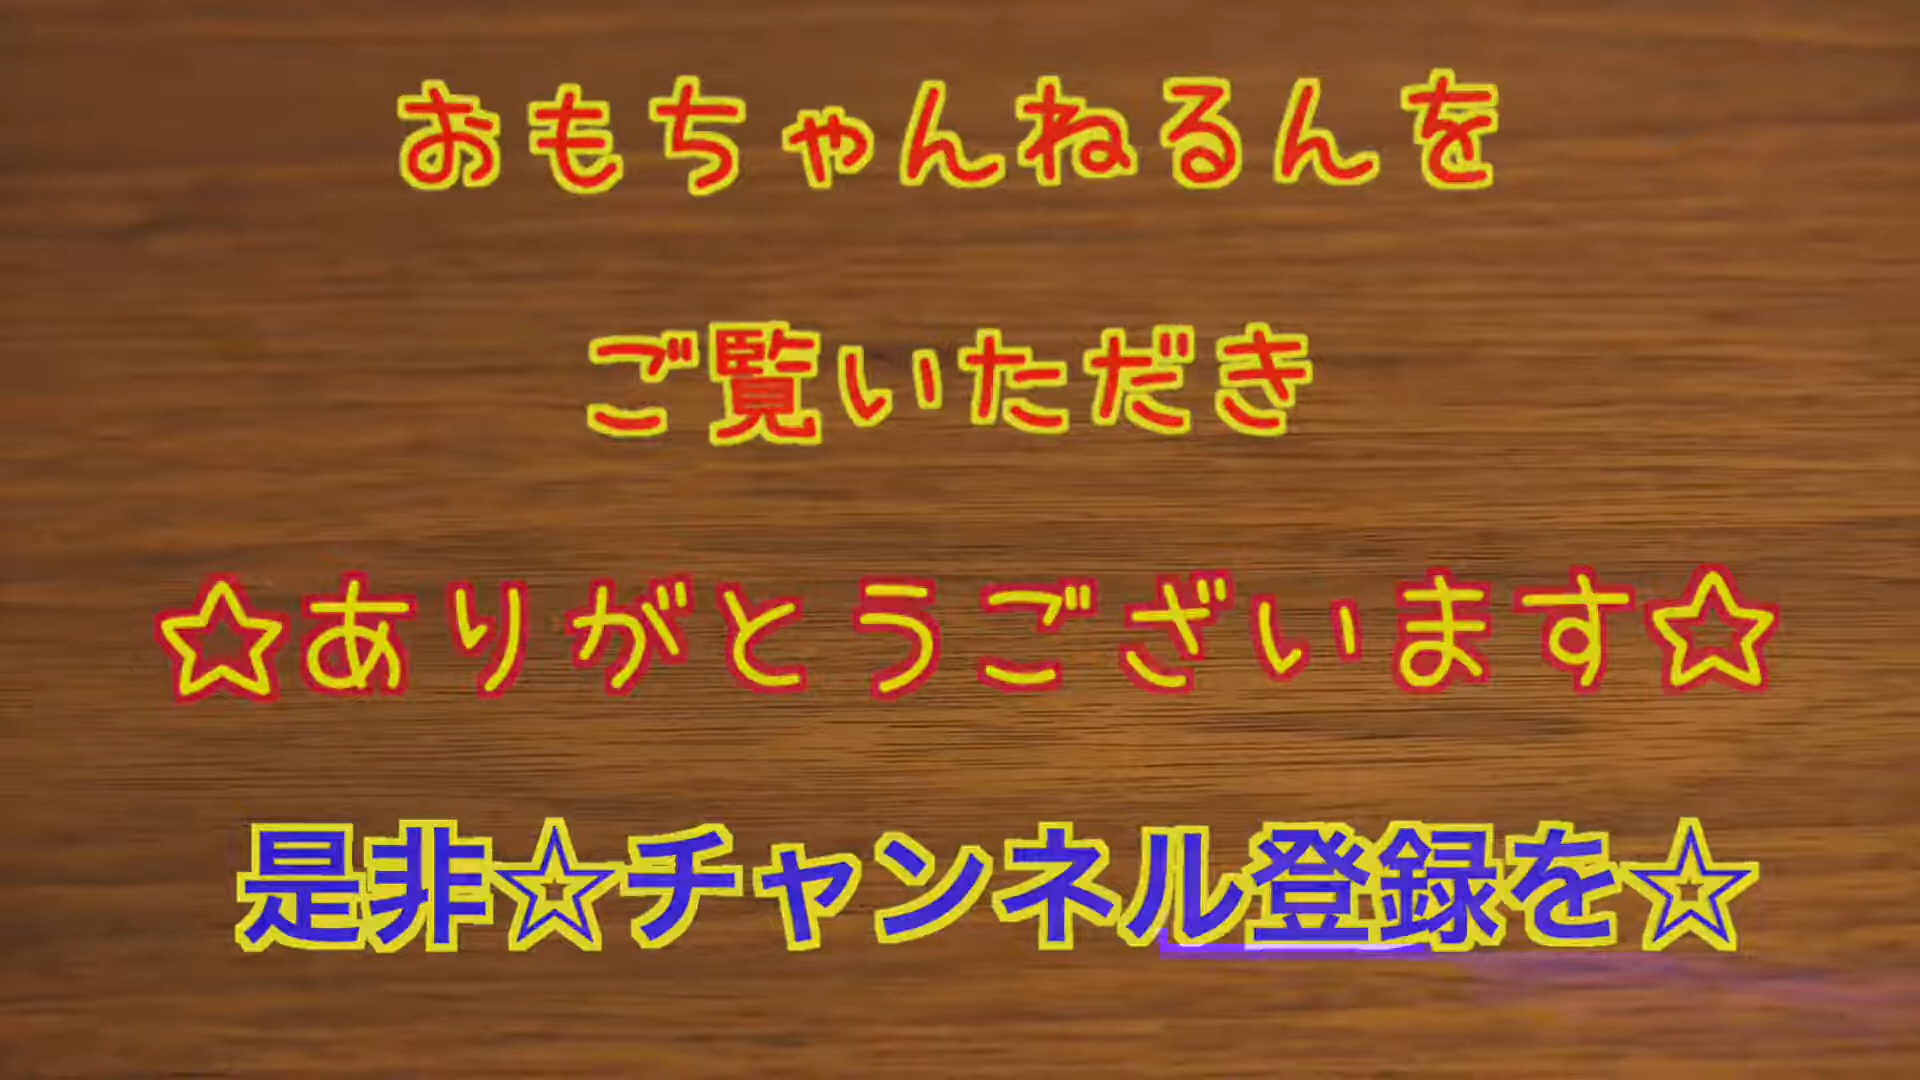 おもちゃんねるんを
ご覧いただき
☆ありがとうございます☆
是非☆チャンネル登録を☆